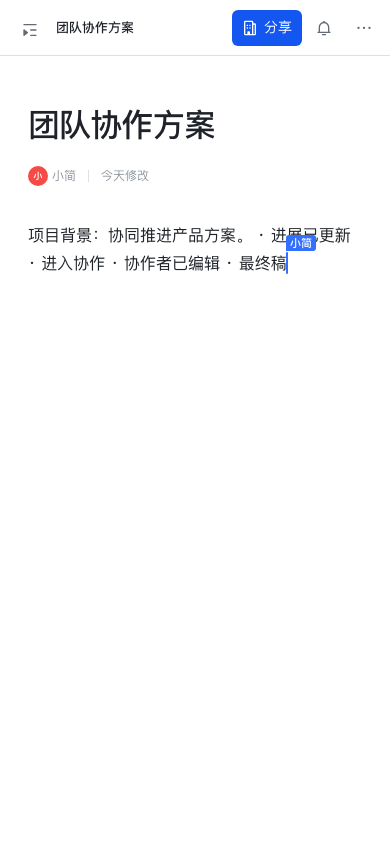 团队协作方案
分享
团队协作方案
小 小简 今天修改
项目背景：协同推进产品方案。 · 进展已更新
小简
· 进入协作 · 协作者已编辑 · 最终稿